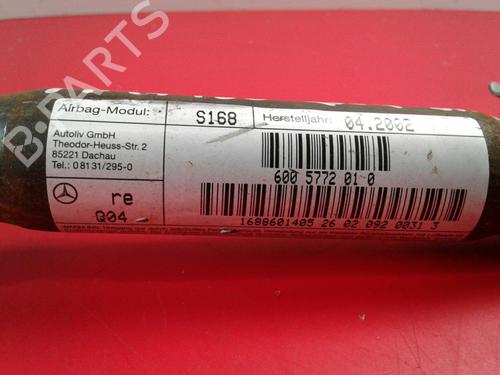 B.PARTS
Airbag-Modul: S168 Herstelljahr: 04.2002
Autoliv GmbH
Theodor-Heuss-Str. 2
85221 Dachau
Tel.: 08131/295-0
600 5772 01 0
re
Q04
1688601405 26 02 092 0031 3